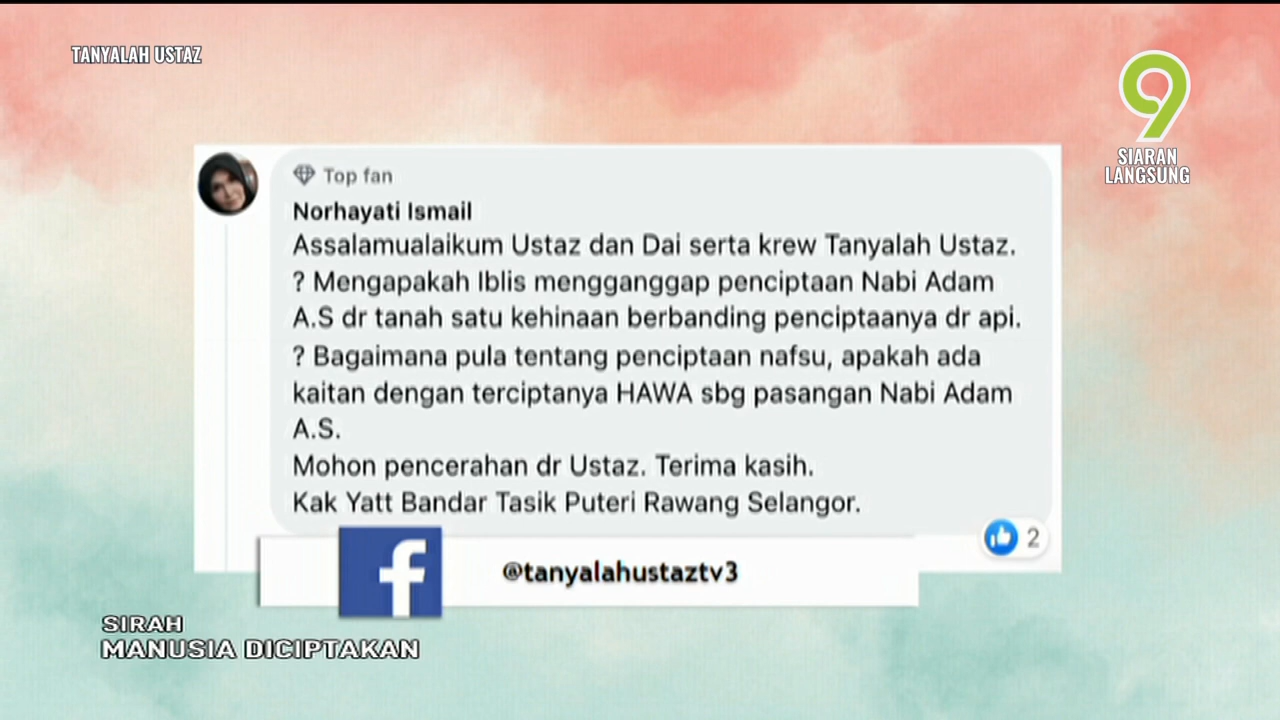 TANYALAH USTAZ
9
SIARAN
LANGSUNG
Top fan
Norhayati Ismail
Assalamualaikum Ustaz dan Dai serta krew Tanyalah Ustaz.
? Mengapakah Iblis mengganggap penciptaan Nabi Adam
A.S dr tanah satu kehinaan berbanding penciptaanya dr api.
? Bagaimana pula tentang penciptaan nafsu, apakah ada
kaitan dengan terciptanya HAWA sbg pasangan Nabi Adam
A.S.
Mohon pencerahan dr Ustaz. Terima kasih.
Kak Yatt Bandar Tasik Puteri Rawang Selangor.
2
f
@tanyalahustaztv3
SIRAH
MANUSIA DICIPTAKAN